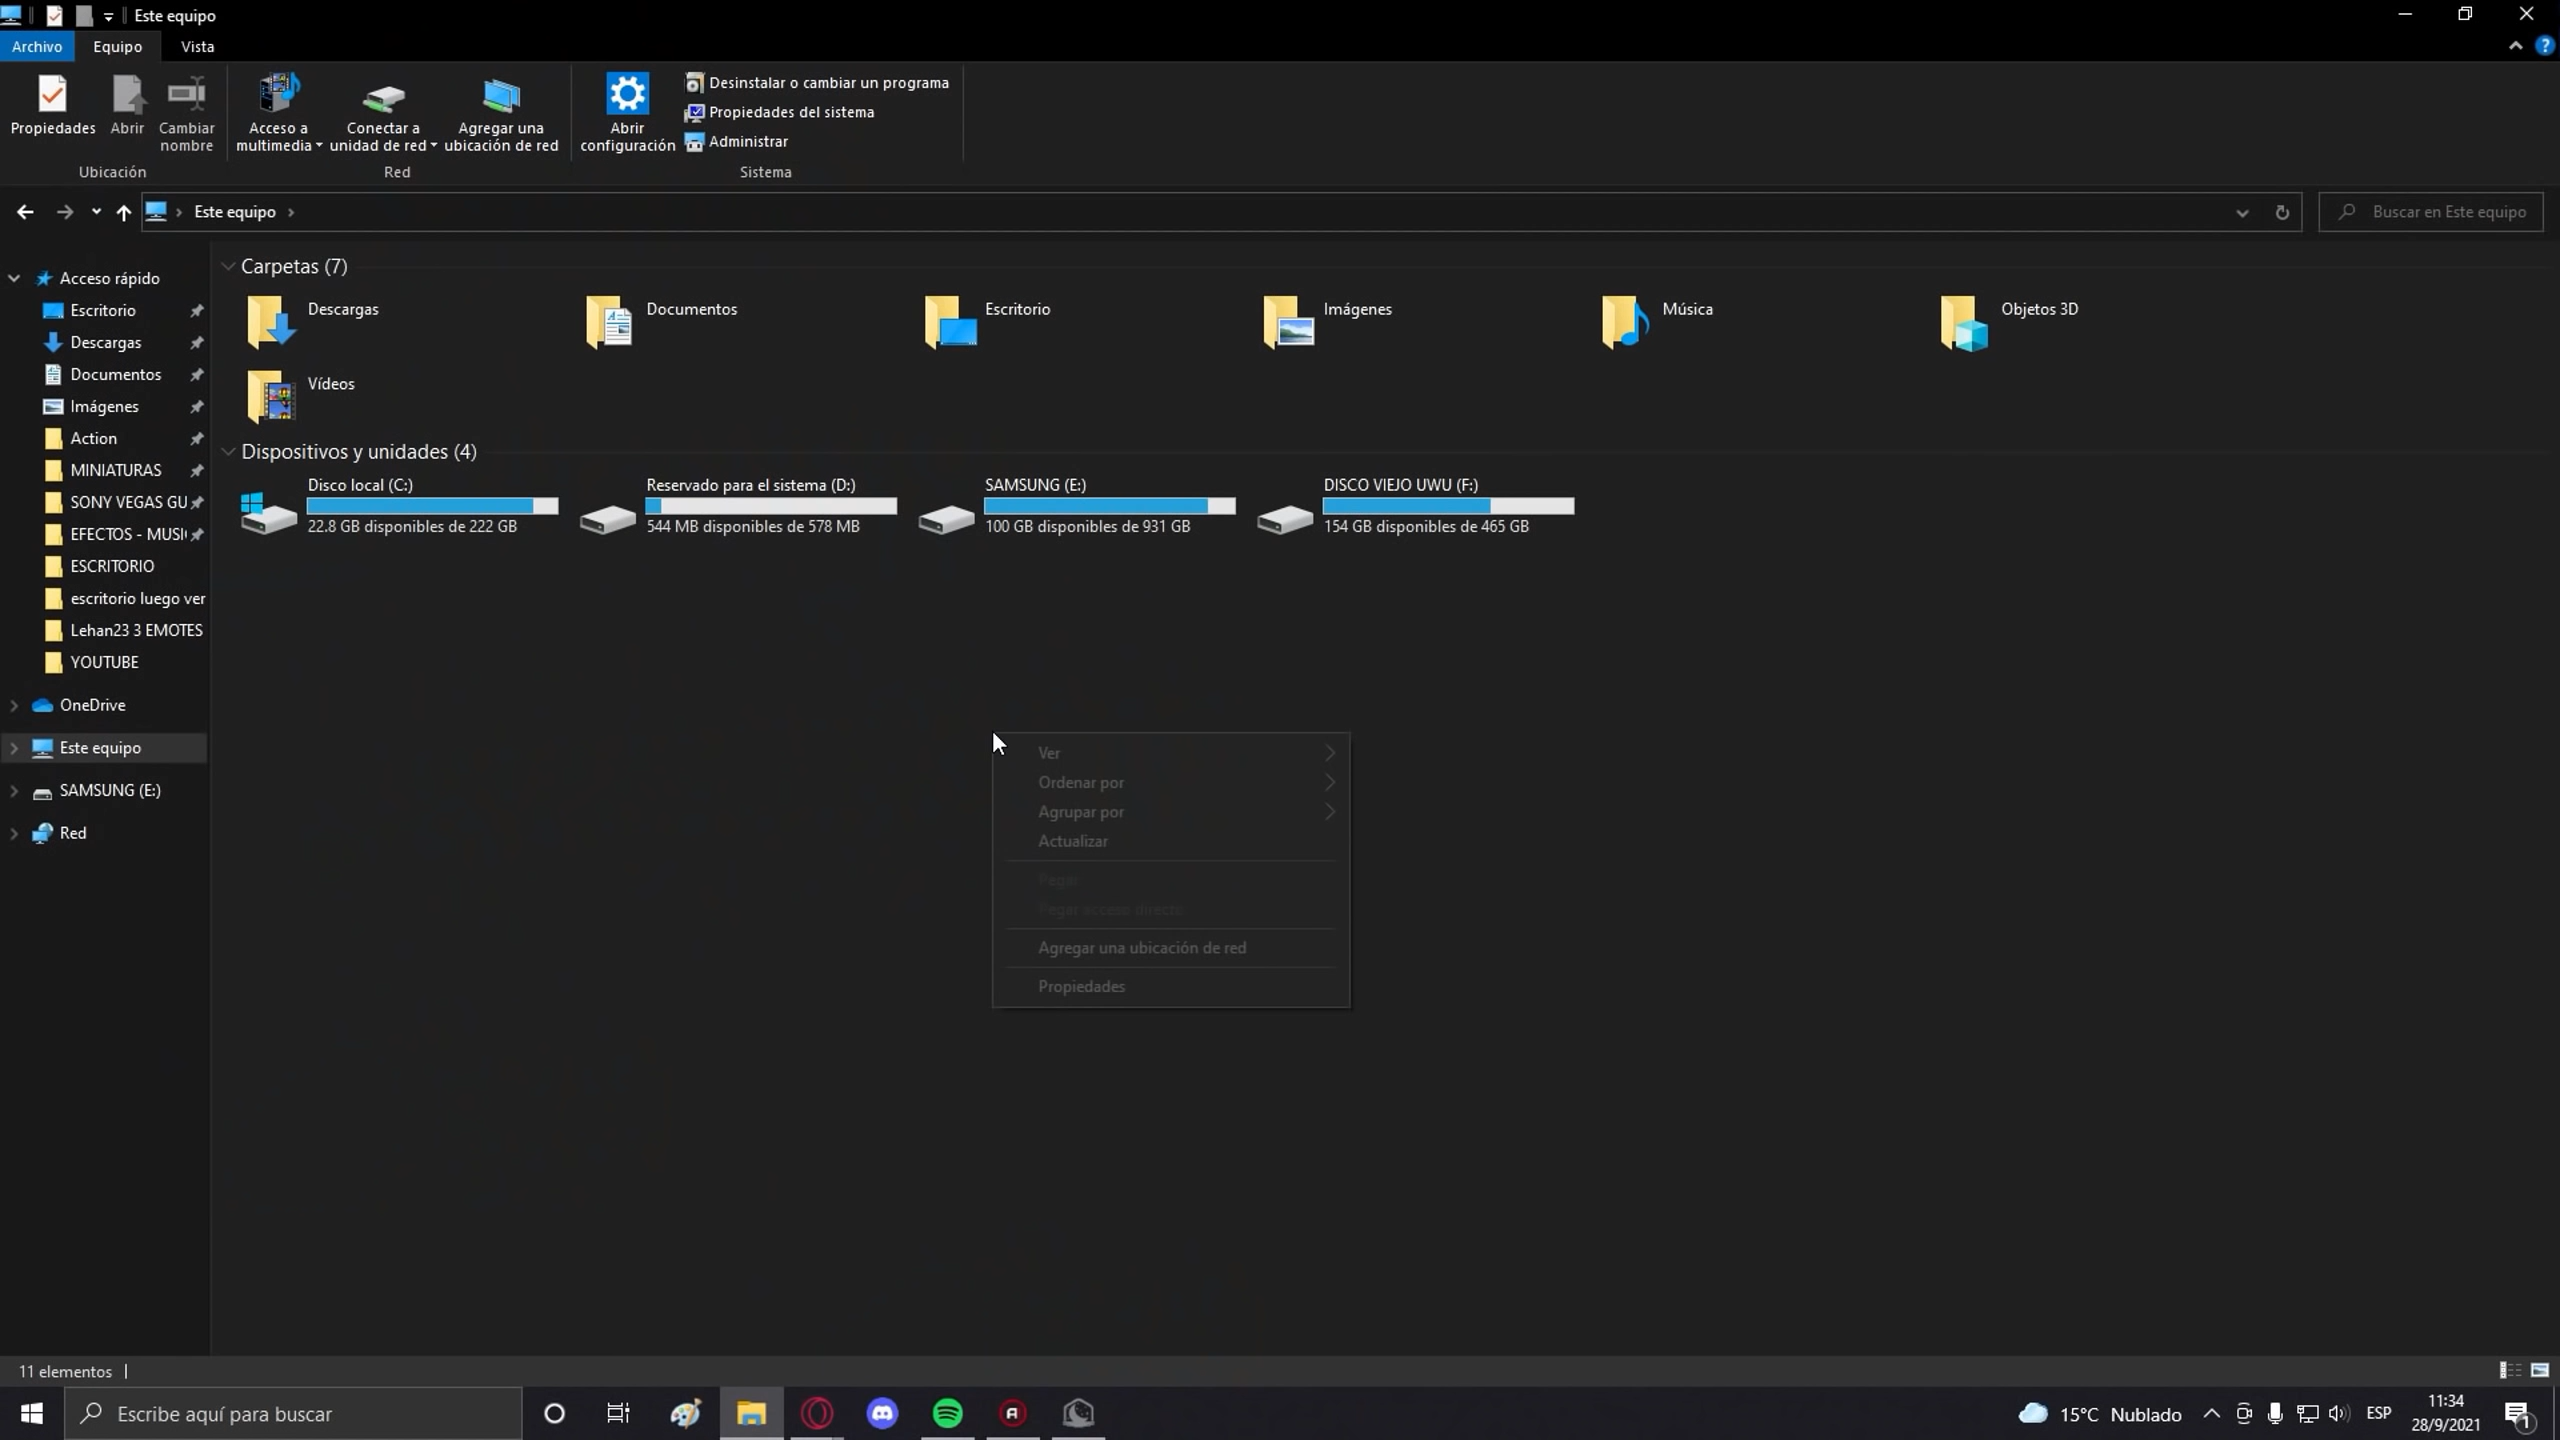 Este equipo
Archivo
Equipo
Vista
Propiedades
Abrir
Cambiar
nombre
Ubicación
Acceso a
multimedia
Conectar a
unidad de red
Agregar una
ubicación de red
Red
Abrir
configuración
Desinstalar o cambiar un programa
Propiedades del sistema
Administrar
Sistema
Este equipo
Buscar en Este equipo
Acceso rápido
Escritorio
Descargas
Documentos
Imágenes
Action
MINIATURAS
SONY VEGAS GU
EFECTOS - MUSI
ESCRITORIO
escritorio luego ver
Lehan23 3 EMOTES
YOUTUBE
OneDrive
Este equipo
SAMSUNG (E:)
Red
Carpetas (7)
Descargas
Documentos
Escritorio
Imágenes
Música
Objetos 3D
Vídeos
Dispositivos y unidades (4)
Disco local (C:)
22.8 GB disponibles de 222 GB
Reservado para el sistema (D:)
544 MB disponibles de 578 MB
SAMSUNG (E:)
100 GB disponibles de 931 GB
DISCO VIEJO UWU (F:)
154 GB disponibles de 465 GB
Ver
Ordenar por
Agrupar por
Actualizar
Pegar
Pegar acceso directo
Agregar una ubicación de red
Propiedades
11 elementos
Escribe aquí para buscar
15°C Nublado
ESP
11:34
28/9/2021
1